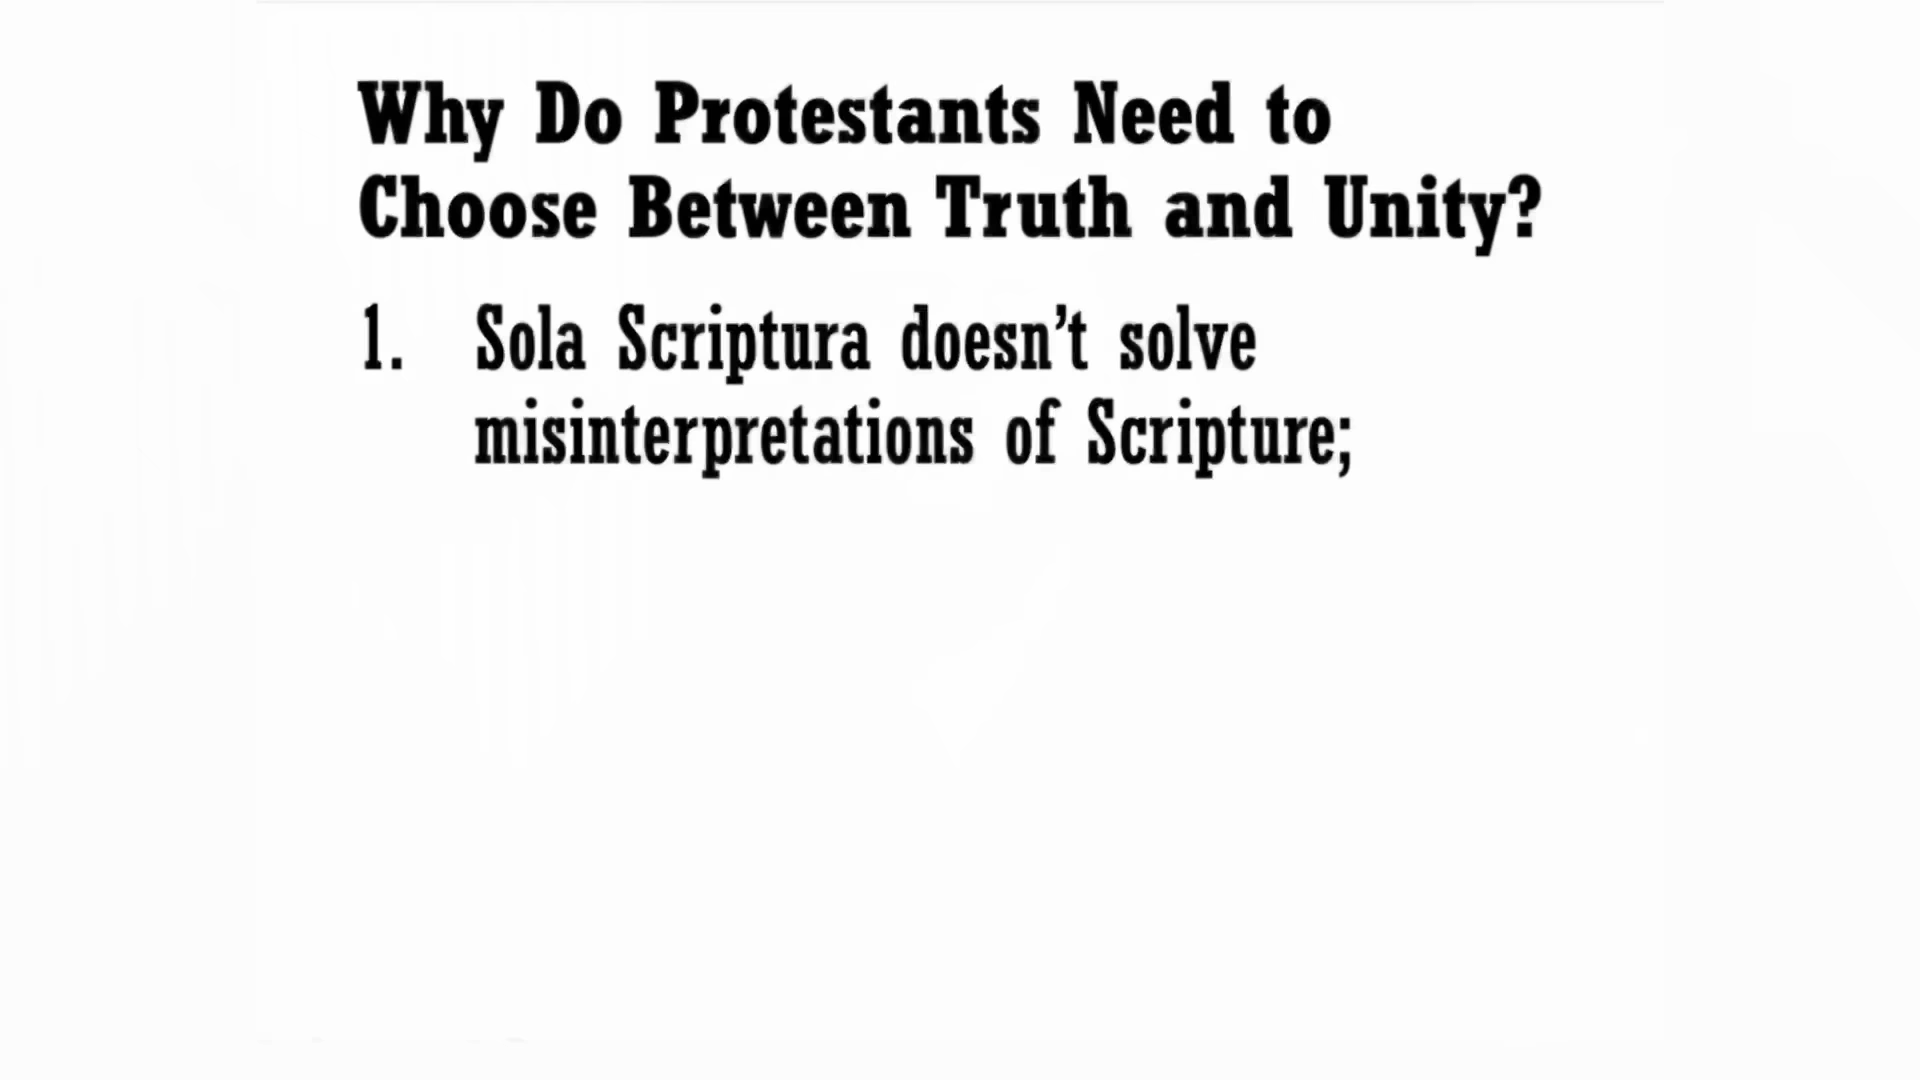 Why Do Protestants Need to
Choose Between Truth and Unity?
1. Sola Scriptura doesn’t solve
misinterpretations of Scripture;